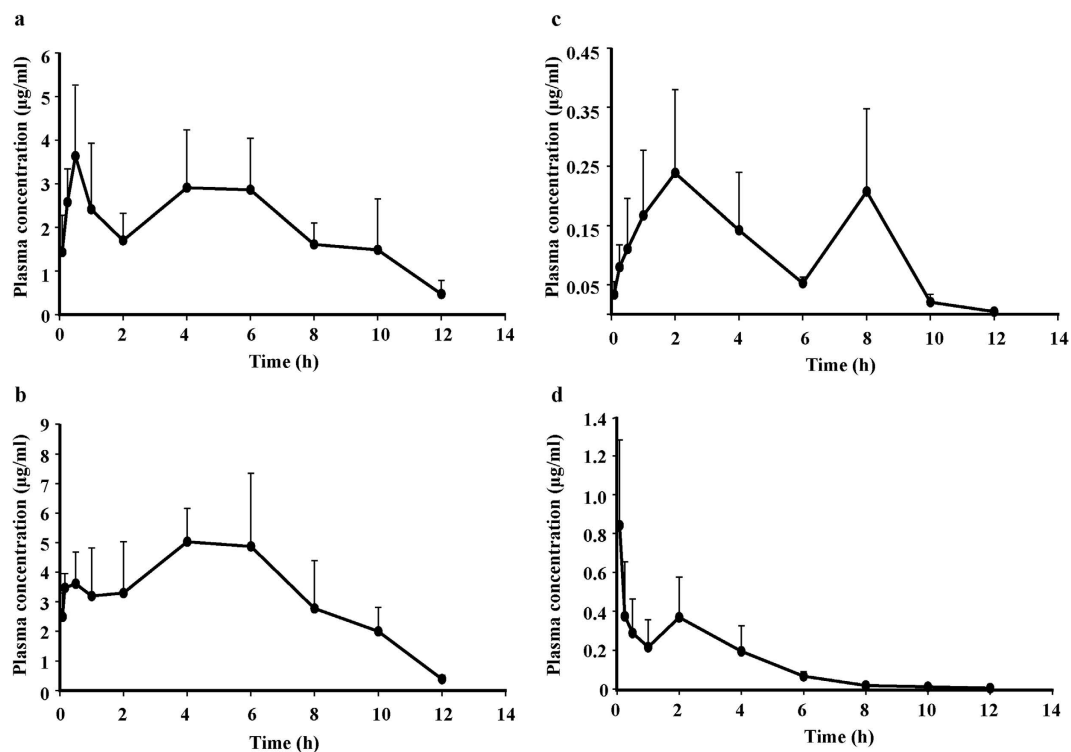 a
Plasma concentration (μg/ml)
6
5
4
3
2
1
0
0 2 4 6 8 10 12 14
Time (h)
c
Plasma concentration (μg/ml)
0.45
0.35
0.25
0.15
0.05
0 2 4 6 8 10 12 14
Time (h)
b
Plasma concentration (μg/ml)
9
8
7
6
5
4
3
2
1
0
0 2 4 6 8 10 12 14
Time (h)
d
Plasma concentration (μg/ml)
1.4
1.2
1.0
0.8
0.6
0.4
0.2
0
0 2 4 6 8 10 12 14
Time (h)